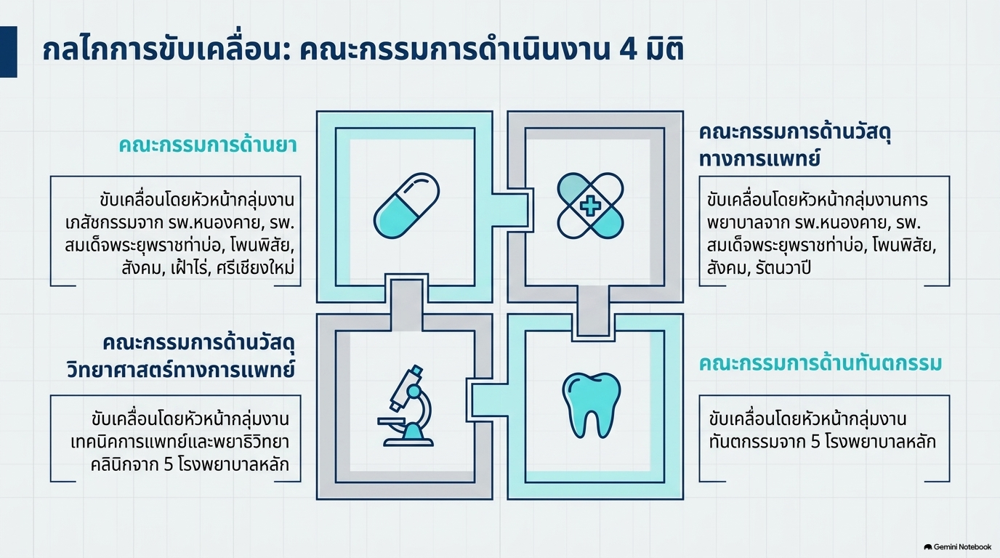 กลไกการขับเคลื่อน: คณะกรรมการดำเนินงาน 4 มิติ
คณะกรรมการด้านยา
ขับเคลื่อนโดยหัวหน้ากลุ่มงาน
เภสัชกรรมจาก รพ.หนองคาย, รพ.
สมเด็จพระยุพราชท่าบ่อ, โพนพิสัย,
สังคม, เฝ้าไร่, ศรีเชียงใหม่
คณะกรรมการด้านวัสดุ
ทางการแพทย์
ขับเคลื่อนโดยหัวหน้ากลุ่มงานการ
พยาบาลจาก รพ.หนองคาย, รพ.
สมเด็จพระยุพราชท่าบ่อ, โพนพิสัย,
สังคม, รัตนวาปี
คณะกรรมการด้านวัสดุ
วิทยาศาสตร์ทางการแพทย์
ขับเคลื่อนโดยหัวหน้ากลุ่มงาน
เทคนิคการแพทย์และพยาธิวิทยา
คลินิกจาก 5 โรงพยาบาลหลัก
คณะกรรมการด้านทันตกรรม
ขับเคลื่อนโดยหัวหน้ากลุ่มงาน
ทันตกรรมจาก 5 โรงพยาบาลหลัก
Gemini Notebook